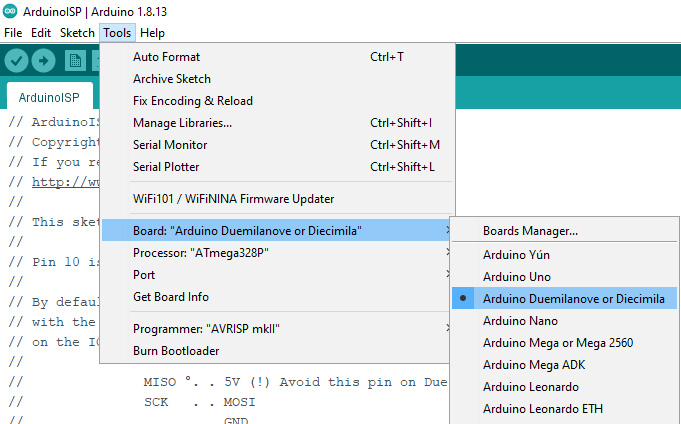 ArduinoISP | Arduino 1.8.13
File Edit Sketch Tools Help
Auto Format Ctrl+T
Archive Sketch
Fix Encoding & Reload
Manage Libraries... Ctrl+Shift+I
Serial Monitor Ctrl+Shift+M
Serial Plotter Ctrl+Shift+L
WiFi101 / WiFiNINA Firmware Updater
Board: "Arduino Duemilanove or Diecimila"
Processor: "ATmega328P"
Port
Get Board Info
Programmer: "AVRISP mkII"
Burn Bootloader
Boards Manager...
Arduino Yún
Arduino Uno
Arduino Duemilanove or Diecimila
Arduino Nano
Arduino Mega or Mega 2560
Arduino Mega ADK
Arduino Leonardo
Arduino Leonardo ETH
ArduinoISP
// ArduinoIS
// Copyright
// If you re
// http://ww
//
// This sket
//
// Pin 10 is
//
// By defaul
// with the
// on the IC
//
// MISO °. . 5V (!) Avoid this pin on Due
// SCK . . MOSI
// GND